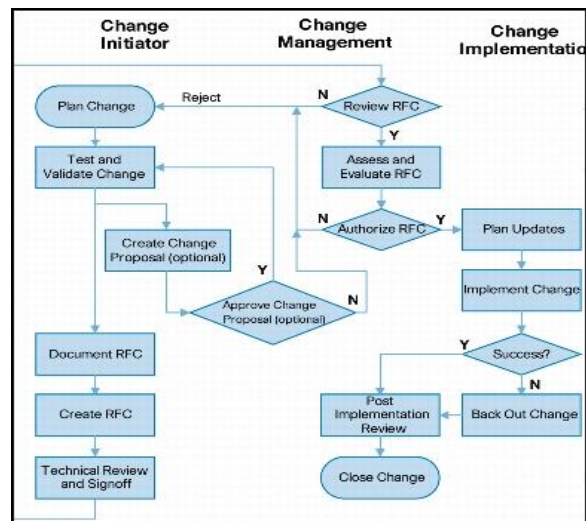 Change
Initiator
Change
Management
Change
Implementatio
Plan Change
Reject
N
Review RFC
Y
Test and
Validate Change
Assess and
Evaluate RFC
Create Change
Proposal (optional)
N
Authorize RFC
Y
Plan Updates
Y
Approve Change
Proposal (optional)
N
Implement Change
Document RFC
Y
Success?
N
Create RFC
Post
Implementation
Review
Back Out Change
Technical Review
and Signoff
Close Change